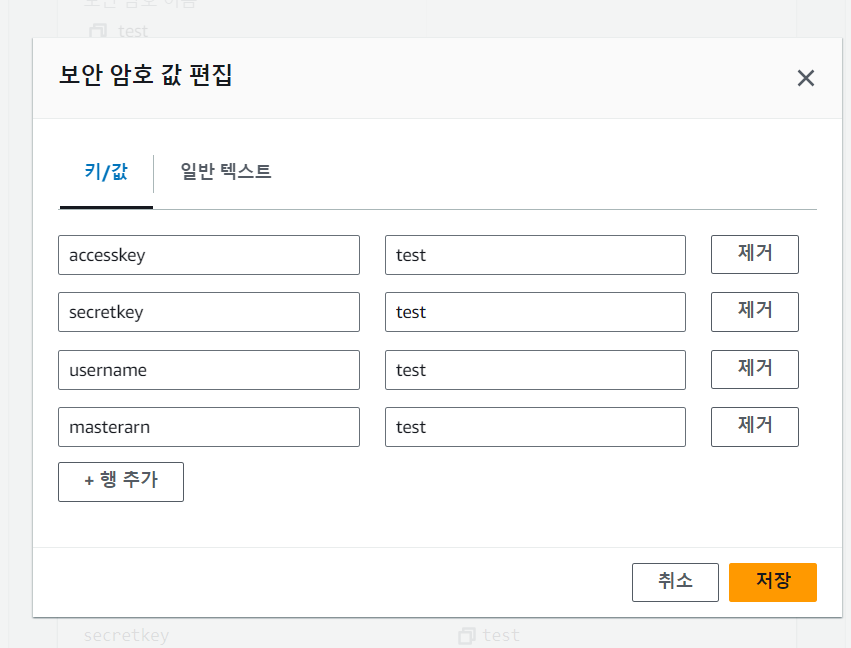 보안 암호 이름
test
보안 암호 값 편집
키/값
일반 텍스트
accesskey test 제거
secretkey test 제거
username test 제거
masterarn test 제거
+ 행 추가
취소 저장
secretkey test